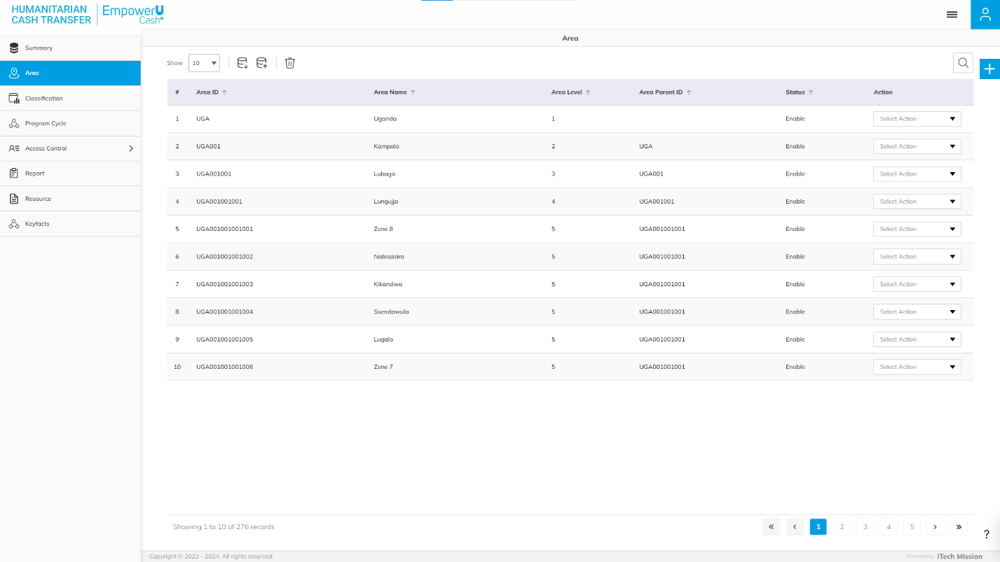 HUMANITARIAN
CASH TRANSFER
EmpowerU
Cash+
Area
Summary
Area
Classification
Program Cycle
Access Control
Report
Resource
Keyfacts
Show 10
# Area ID Area Name Area Level Area Parent ID Status Action
1 UGA Uganda 1 Enable Select Action
2 UGA001 Kampala 2 UGA Enable Select Action
3 UGA001001 Lubaga 3 UGA001 Enable Select Action
4 UGA001001001 Lungujja 4 UGA001001 Enable Select Action
5 UGA001001001001 Zone 8 5 UGA001001001 Enable Select Action
6 UGA001001001002 Nabisasiro 5 UGA001001001 Enable Select Action
7 UGA001001001003 Kikandwa 5 UGA001001001 Enable Select Action
8 UGA001001001004 Ssendawula 5 UGA001001001 Enable Select Action
9 UGA001001001005 Lugala 5 UGA001001001 Enable Select Action
10 UGA001001001006 Zone 7 5 UGA001001001 Enable Select Action
Showing 1 to 10 of 276 records
« ‹ 1 2 3 4 5 › »
?
Copyright © 2022 - 2024. All rights reserved.
Powered by iTech Mission